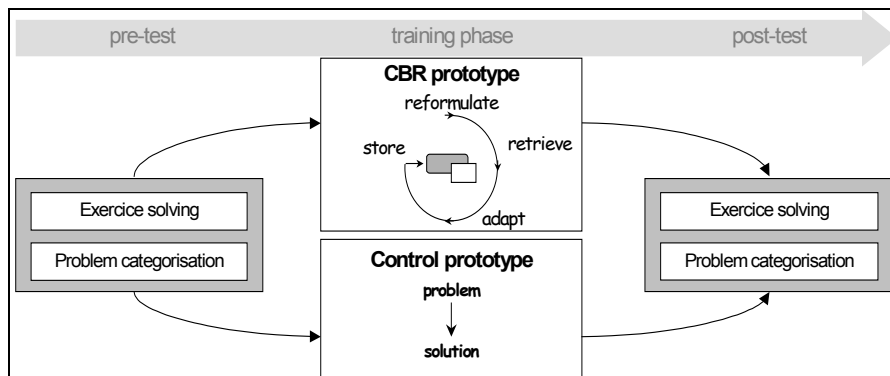 pre-test
training phase
post-test
CBR prototype
reformulate
retrieve
store
adapt
Exercice solving
Problem categorisation
Control prototype
problem
solution
Exercice solving
Problem categorisation